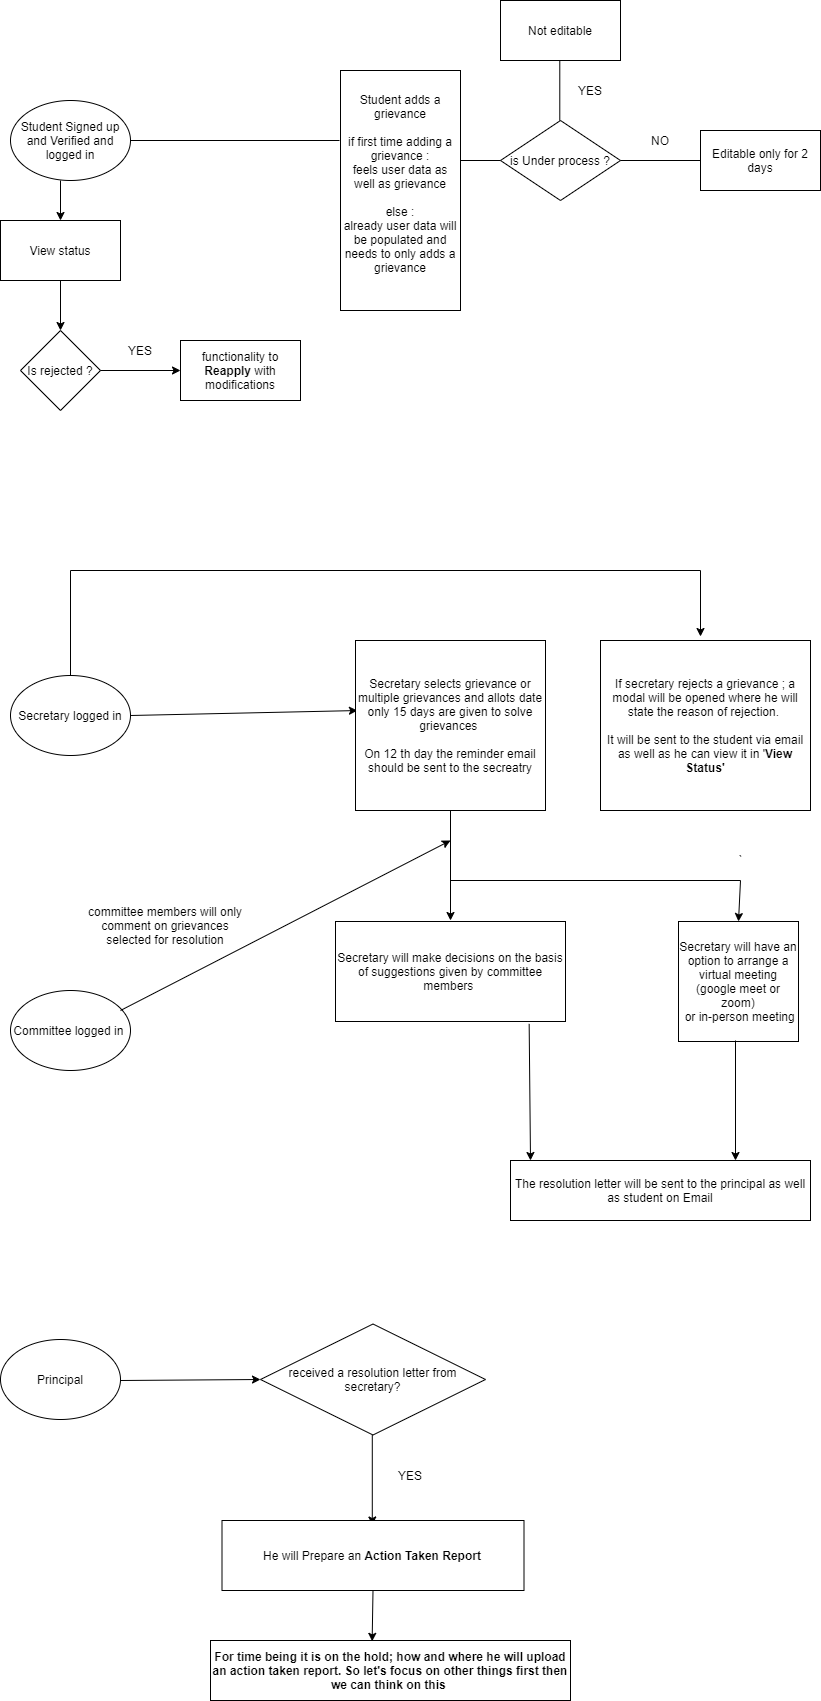 Not editable
YES
Student Signed up
and Verified and
logged in
Student adds a
grievance
if first time adding a
grievance :
feels user data as
well as grievance
else :
already user data will
be populated and
needs to only adds a
grievance
is Under process ?
NO
Editable only for 2
days
View status
Is rejected ?
YES
functionality to
Reapply with
modifications
Secretary logged in
Secretary selects grievance or
multiple grievances and allots date
only 15 days are given to solve
grievances
On 12 th day the reminder email
should be sent to the secreatry
If secretary rejects a grievance ; a
modal will be opened where he will
state the reason of rejection.
It will be sent to the student via email
as well as he can view it in 'View
Status'
`
committee members will only
comment on grievances
selected for resolution
Committee logged in
Secretary will make decisions on the basis
of suggestions given by committee
members
Secretary will have an
option to arrange a
virtual meeting
(google meet or
zoom)
or in-person meeting
The resolution letter will be sent to the principal as well
as student on Email
Principal
received a resolution letter from
secretary?
YES
He will Prepare an Action Taken Report
For time being it is on the hold; how and where he will upload
an action taken report. So let's focus on other things first then
we can think on this